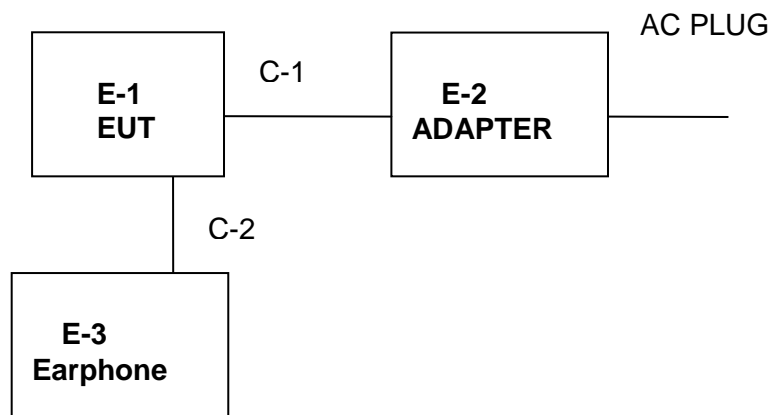 AC PLUG
C-1
E-1
EUT
E-2
ADAPTER
C-2
E-3
Earphone